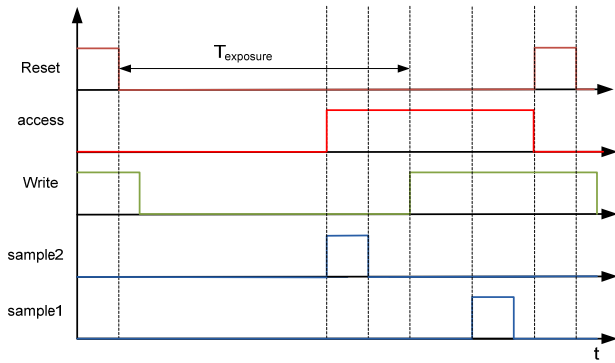 T_exposure
Reset
access
Write
sample2
sample1
t